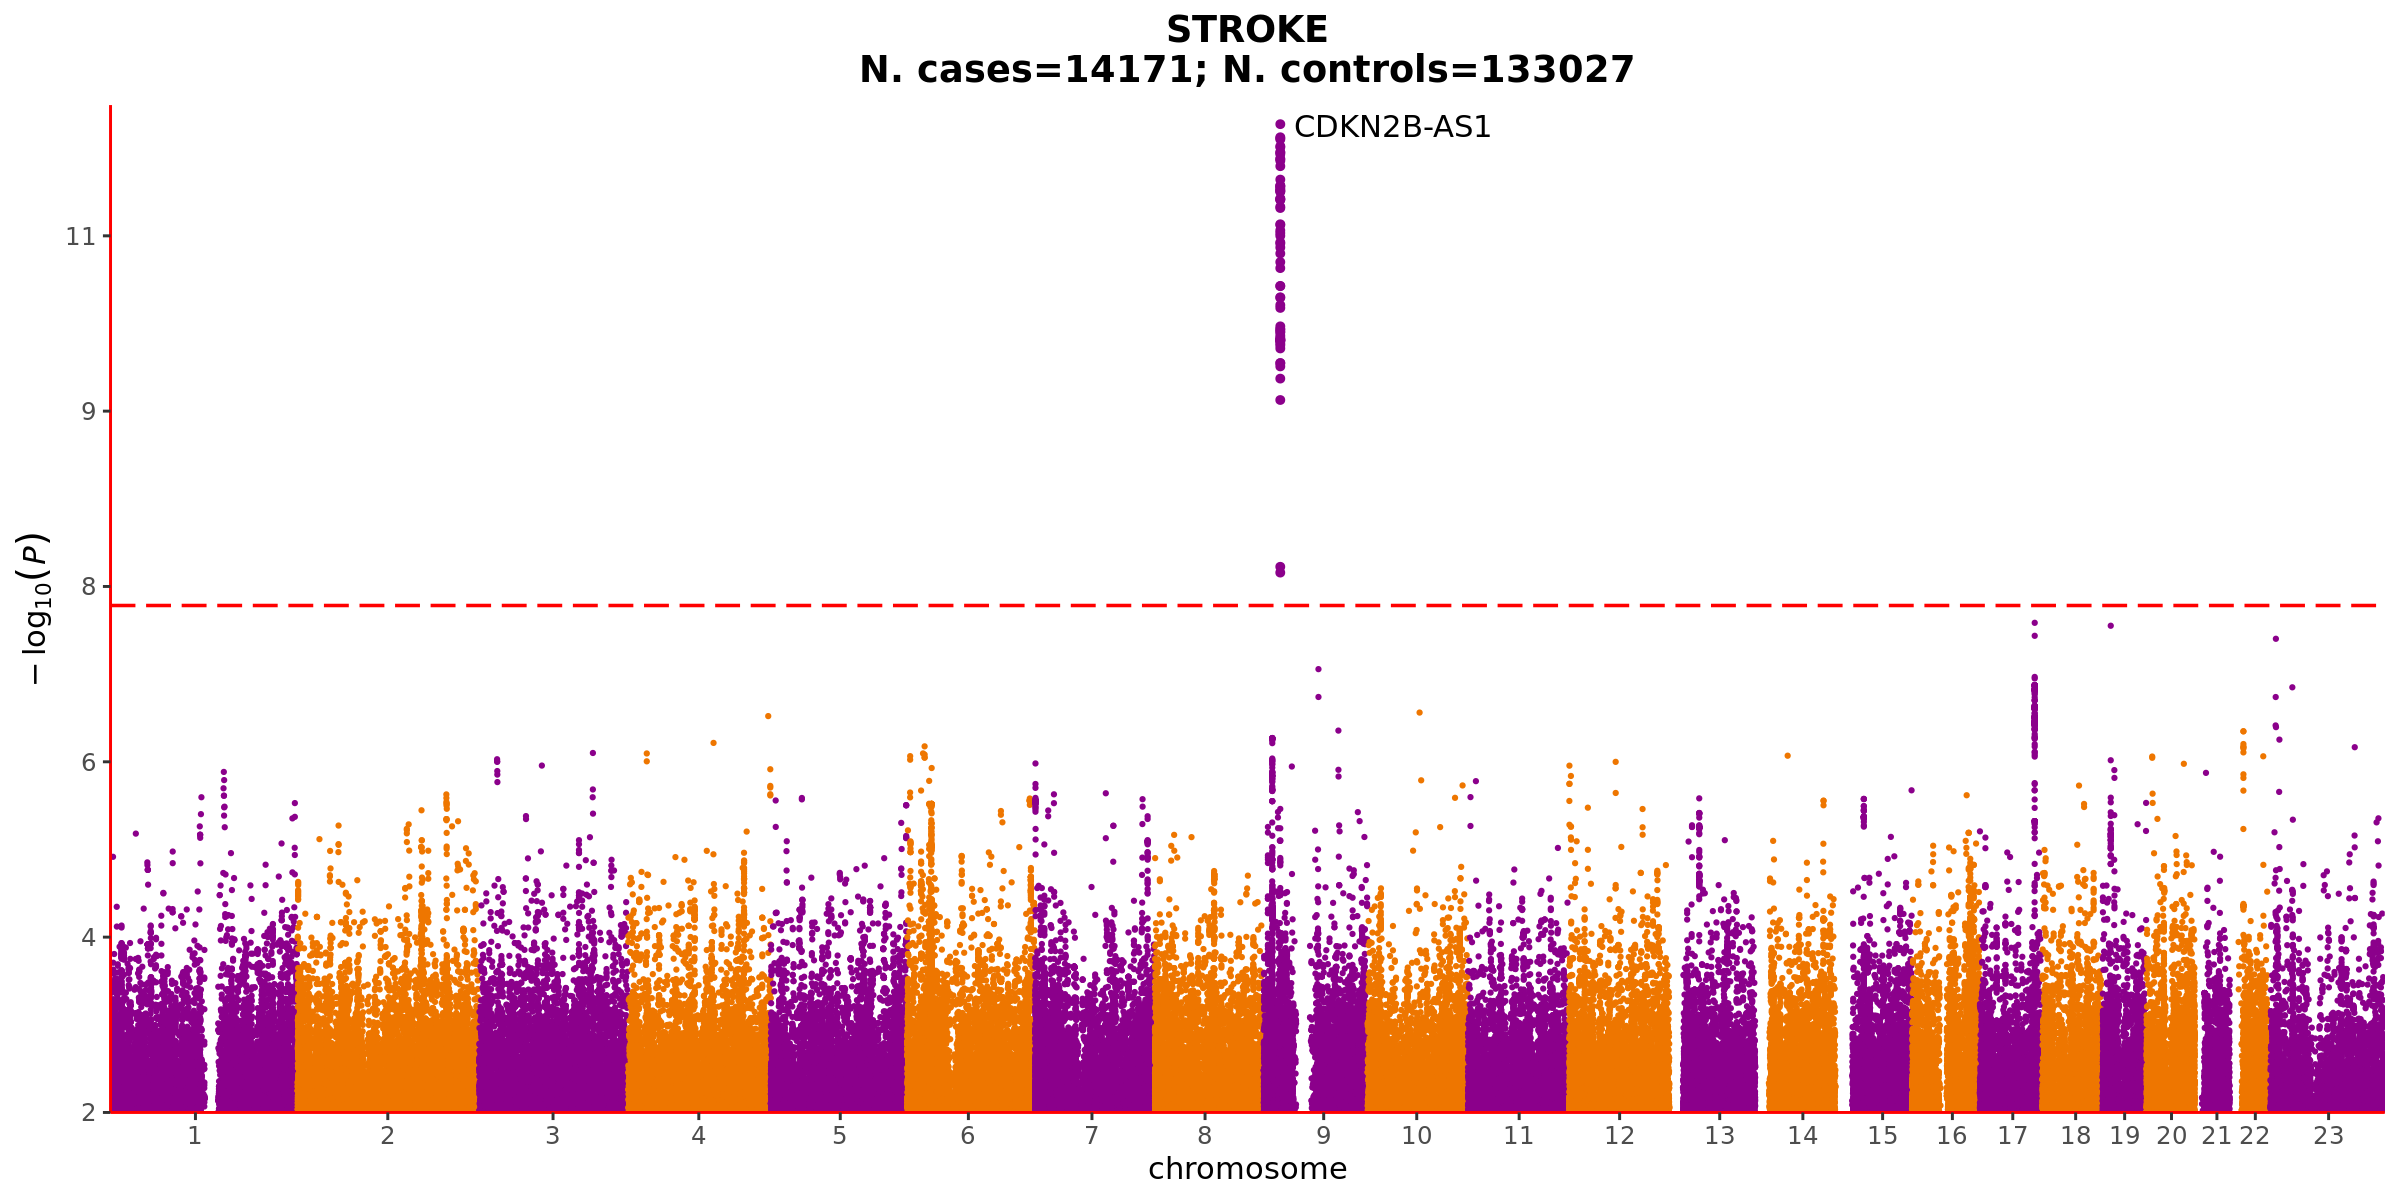 STROKE
N. cases=14171; N. controls=133027
CDKN2B-AS1
11
9
8
6
4
2
−log10(P)
1 2 3 4 5 6 7 8 9 10 11 12 13 14 15 16 17 18 19 20 21 22 23
chromosome